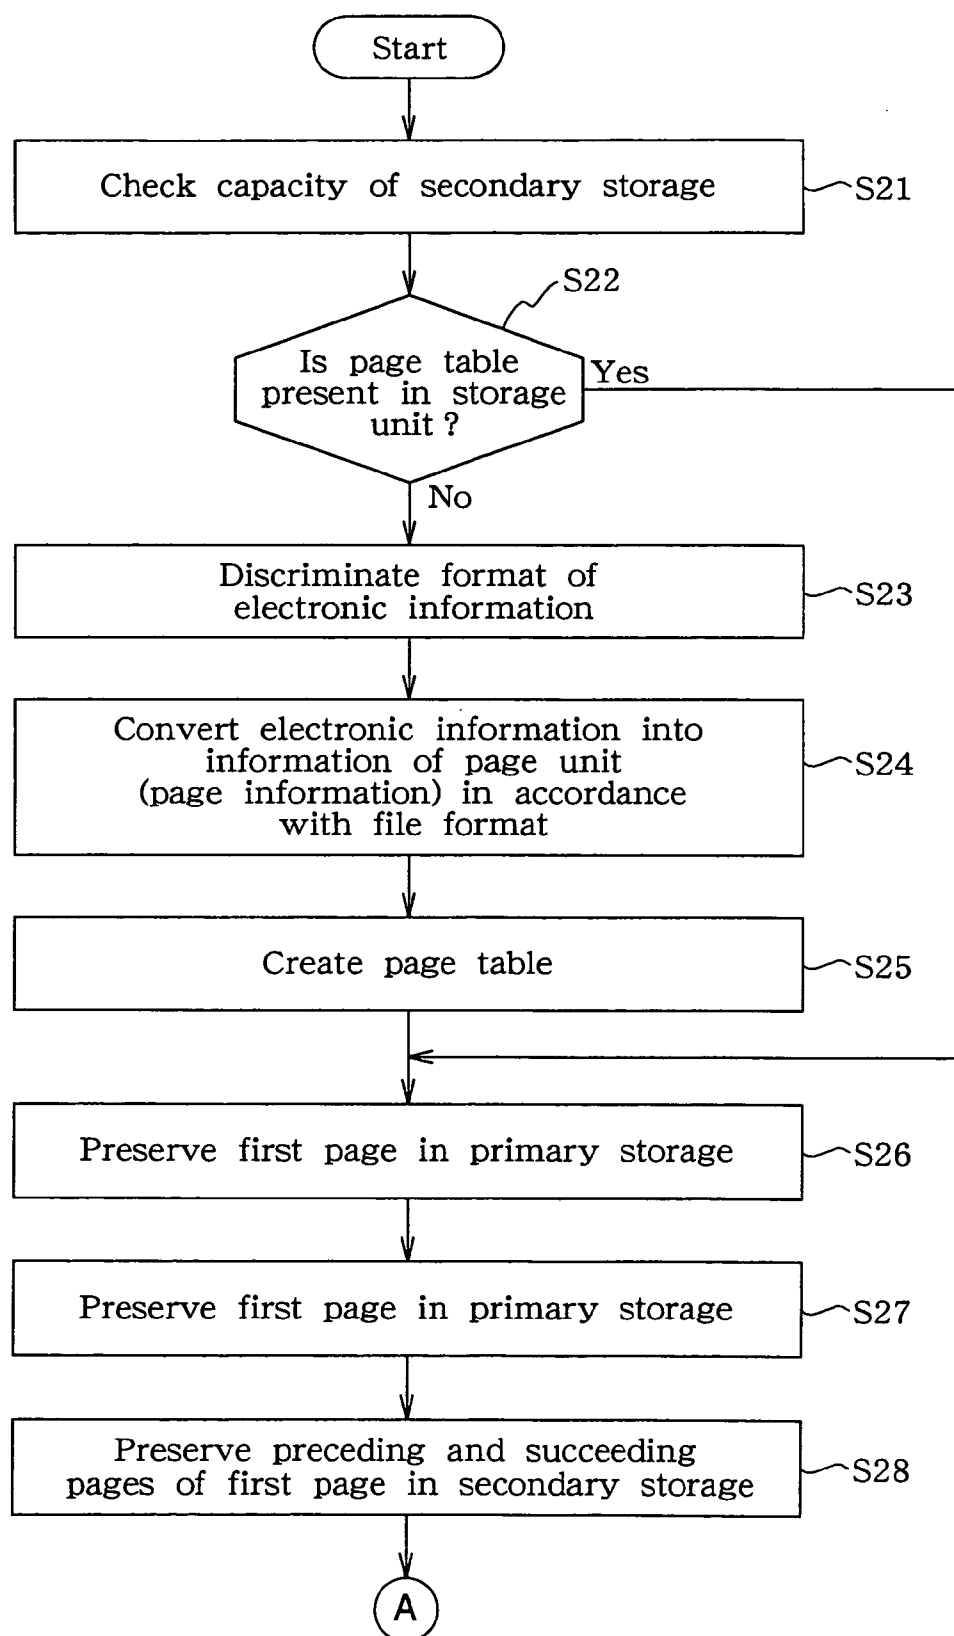 Start
Check capacity of secondary storage
S21
S22
Is page table
present in storage
unit ?
Yes
No
Discriminate format of
electronic information
S23
Convert electronic information into
information of page unit
(page information) in accordance
with file format
S24
Create page table
S25
Preserve first page in primary storage
S26
Preserve first page in primary storage
S27
Preserve preceding and succeeding
pages of first page in secondary storage
S28
A